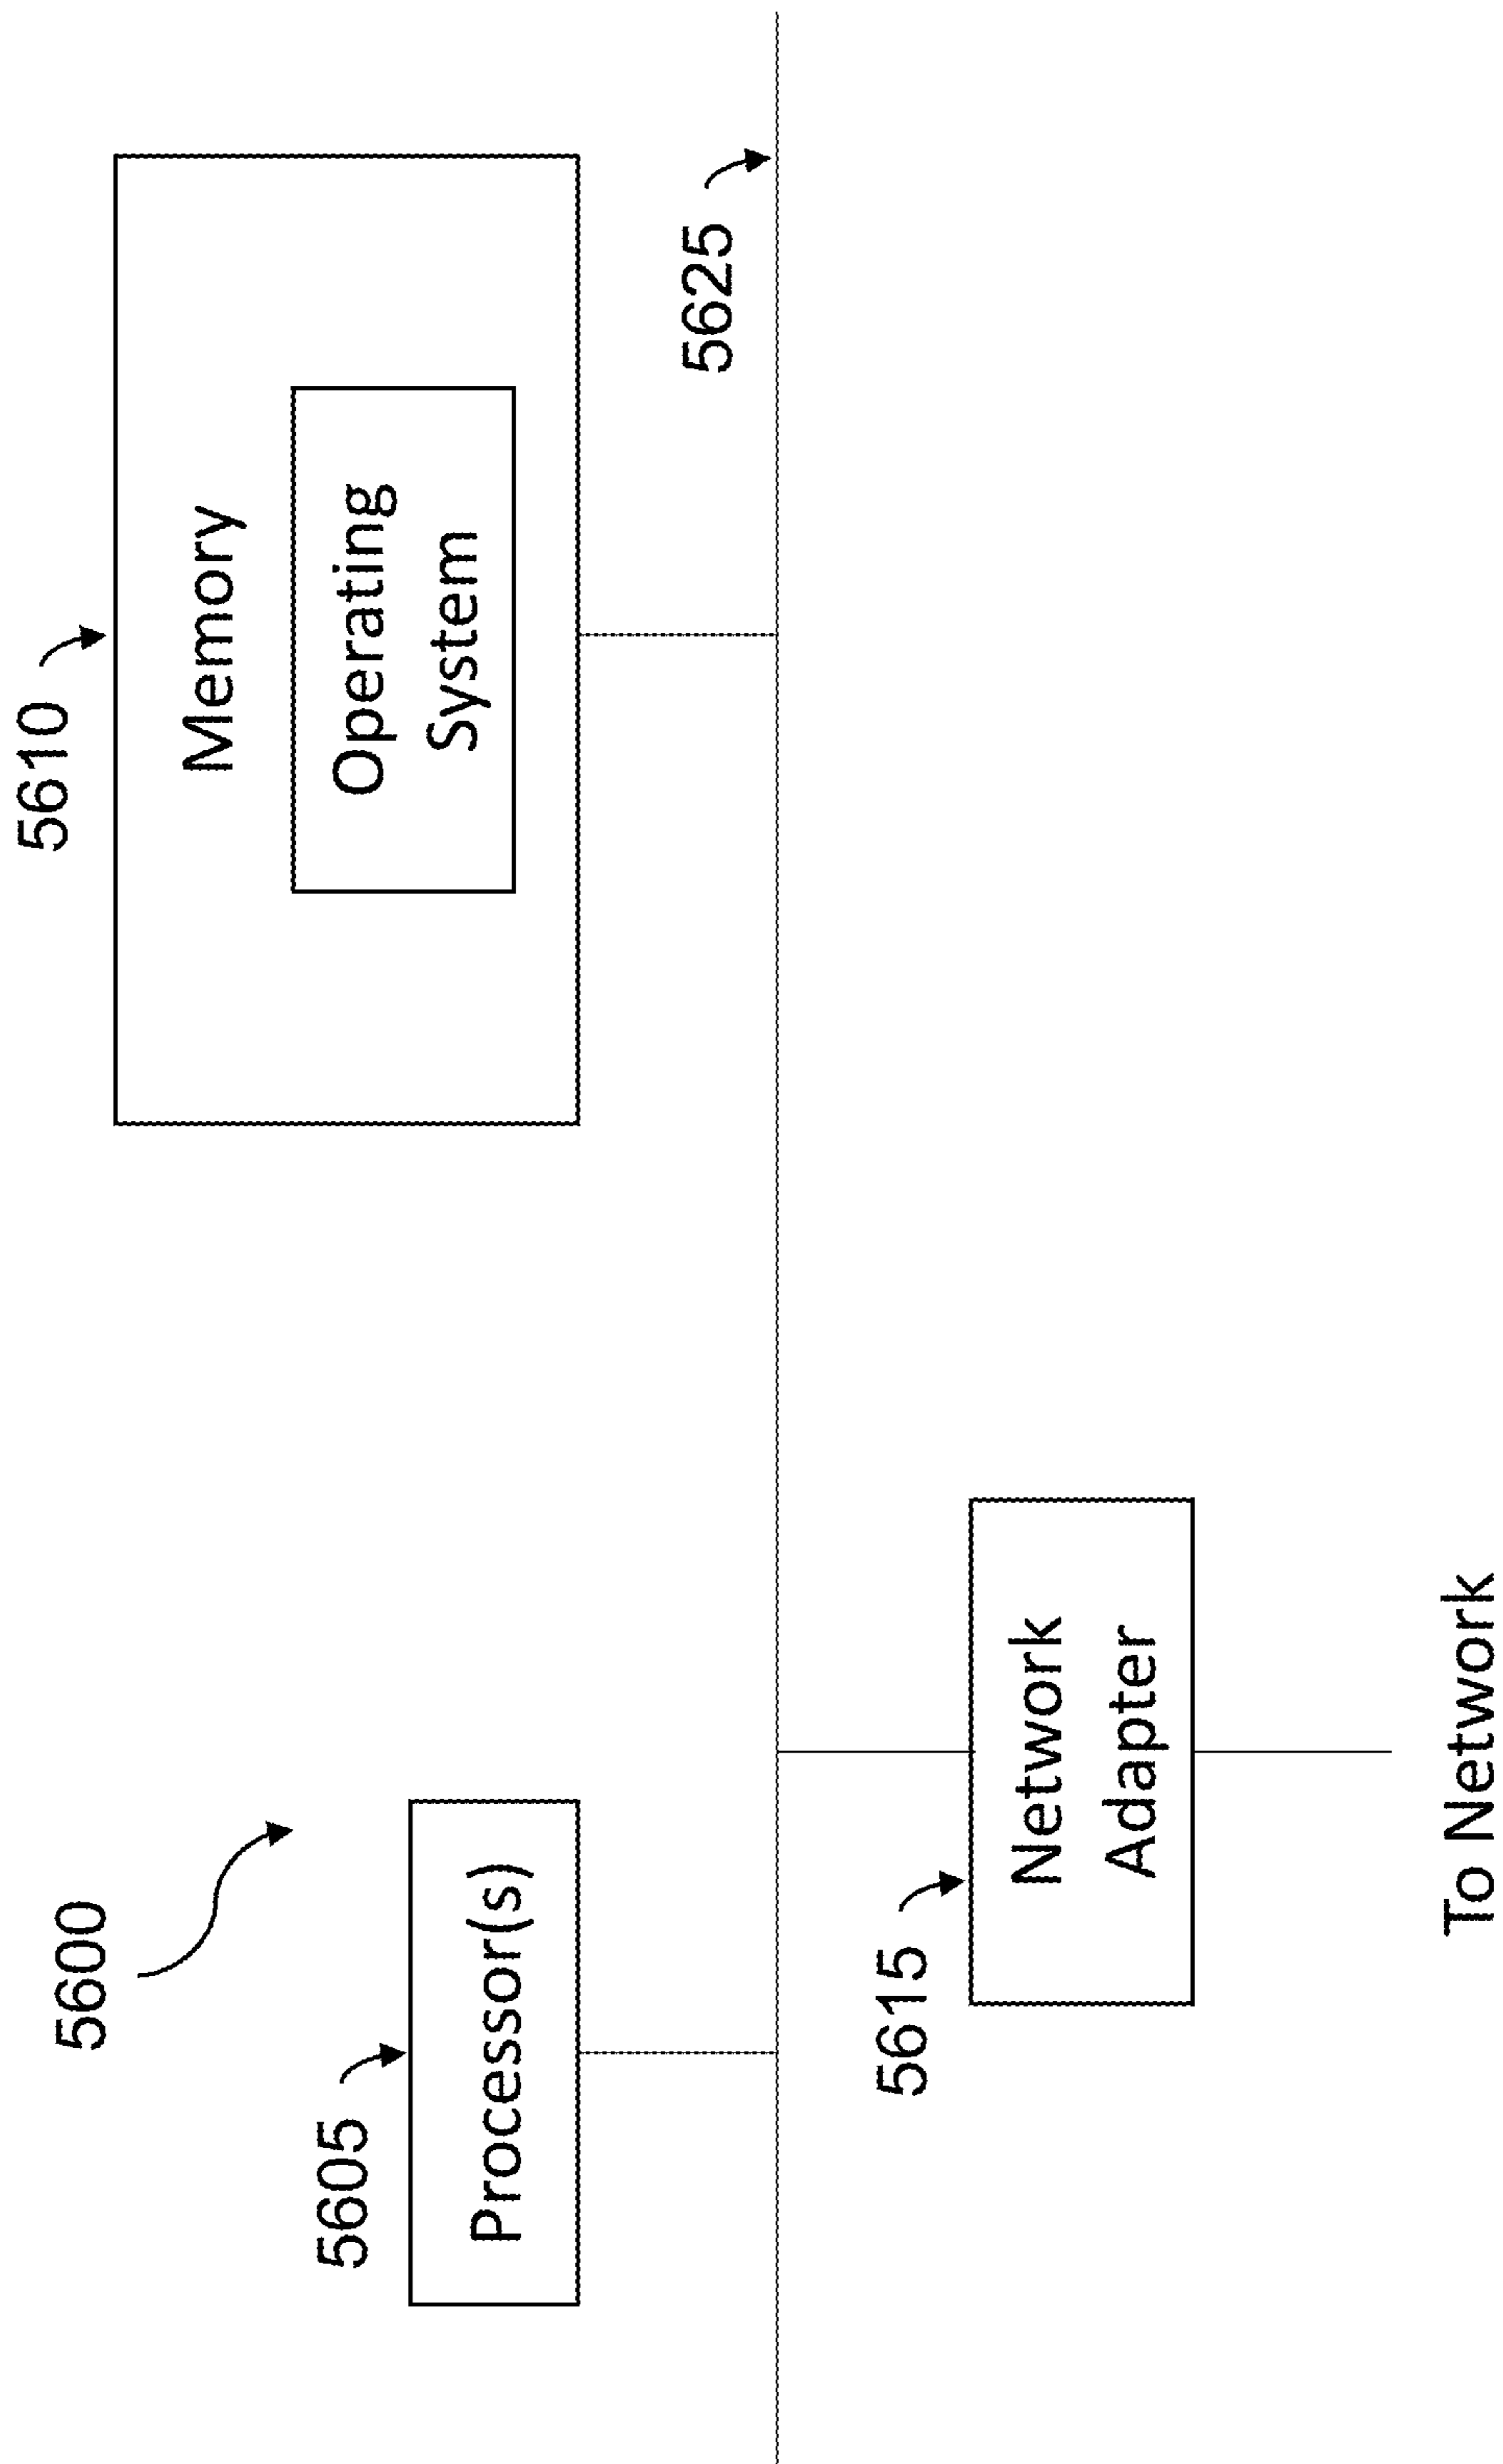 5600
5610
5605
Memory
Processor(s)
Operating
System
5625
5615
Network
Adapter
To Network